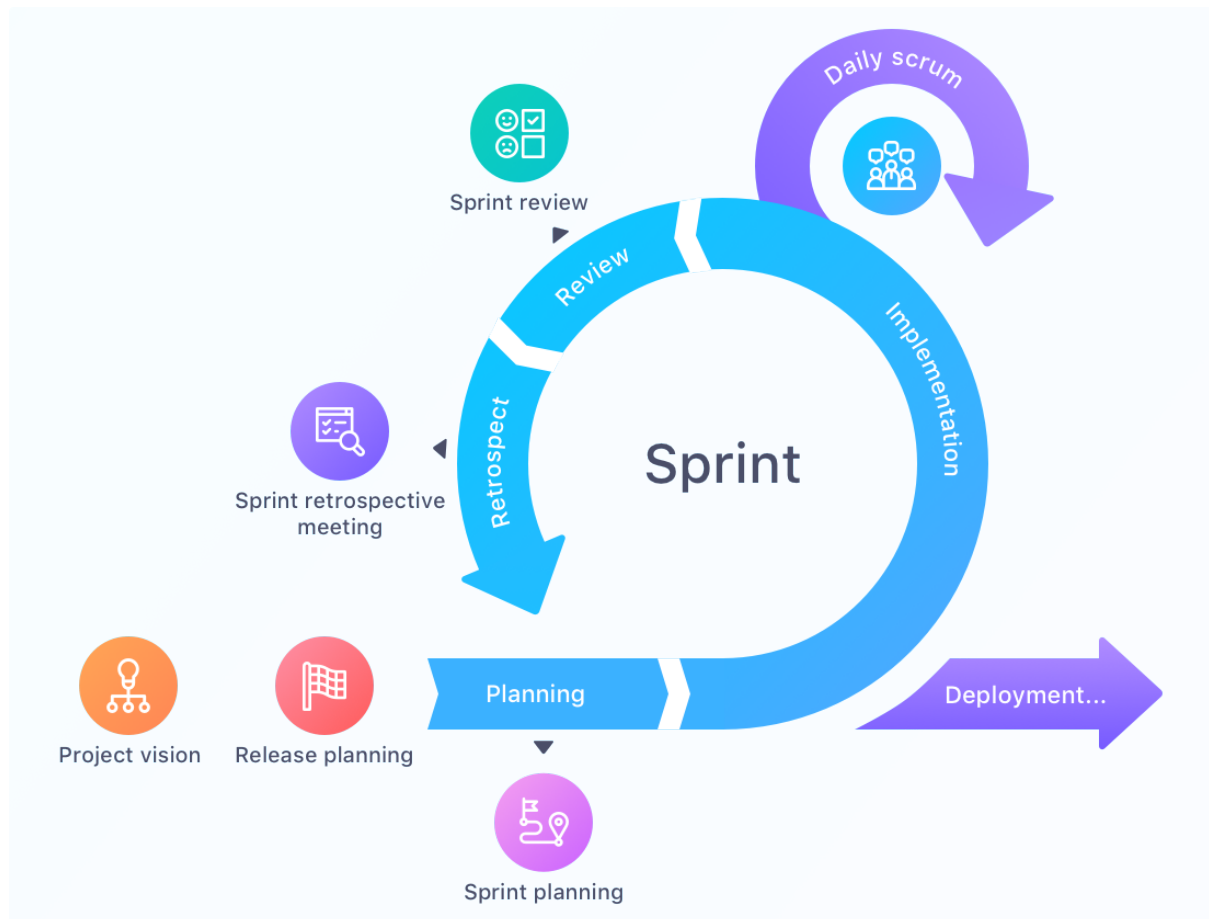 Daily scrum
Sprint review
Review
Implementation
Retrospect
Sprint
Sprint retrospective
meeting
Planning
Deployment...
Project vision
Release planning
Sprint planning